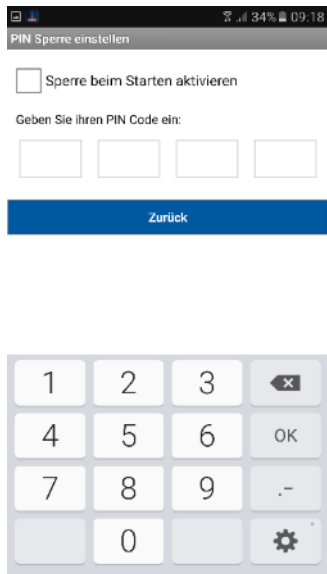 34% 09:18
PIN Sperre einstellen
Sperre beim Starten aktivieren
Geben Sie ihren PIN Code ein:
Zurück
1 2 3
4 5 6 OK
7 8 9 .-
0